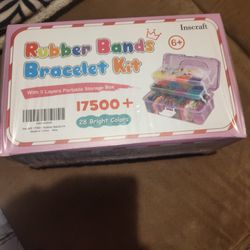 Inscraft
Rubber Bands
6+
Bracelet Kit
With 3 Layers Portable Storage Box
17500+
28 Bright Colors